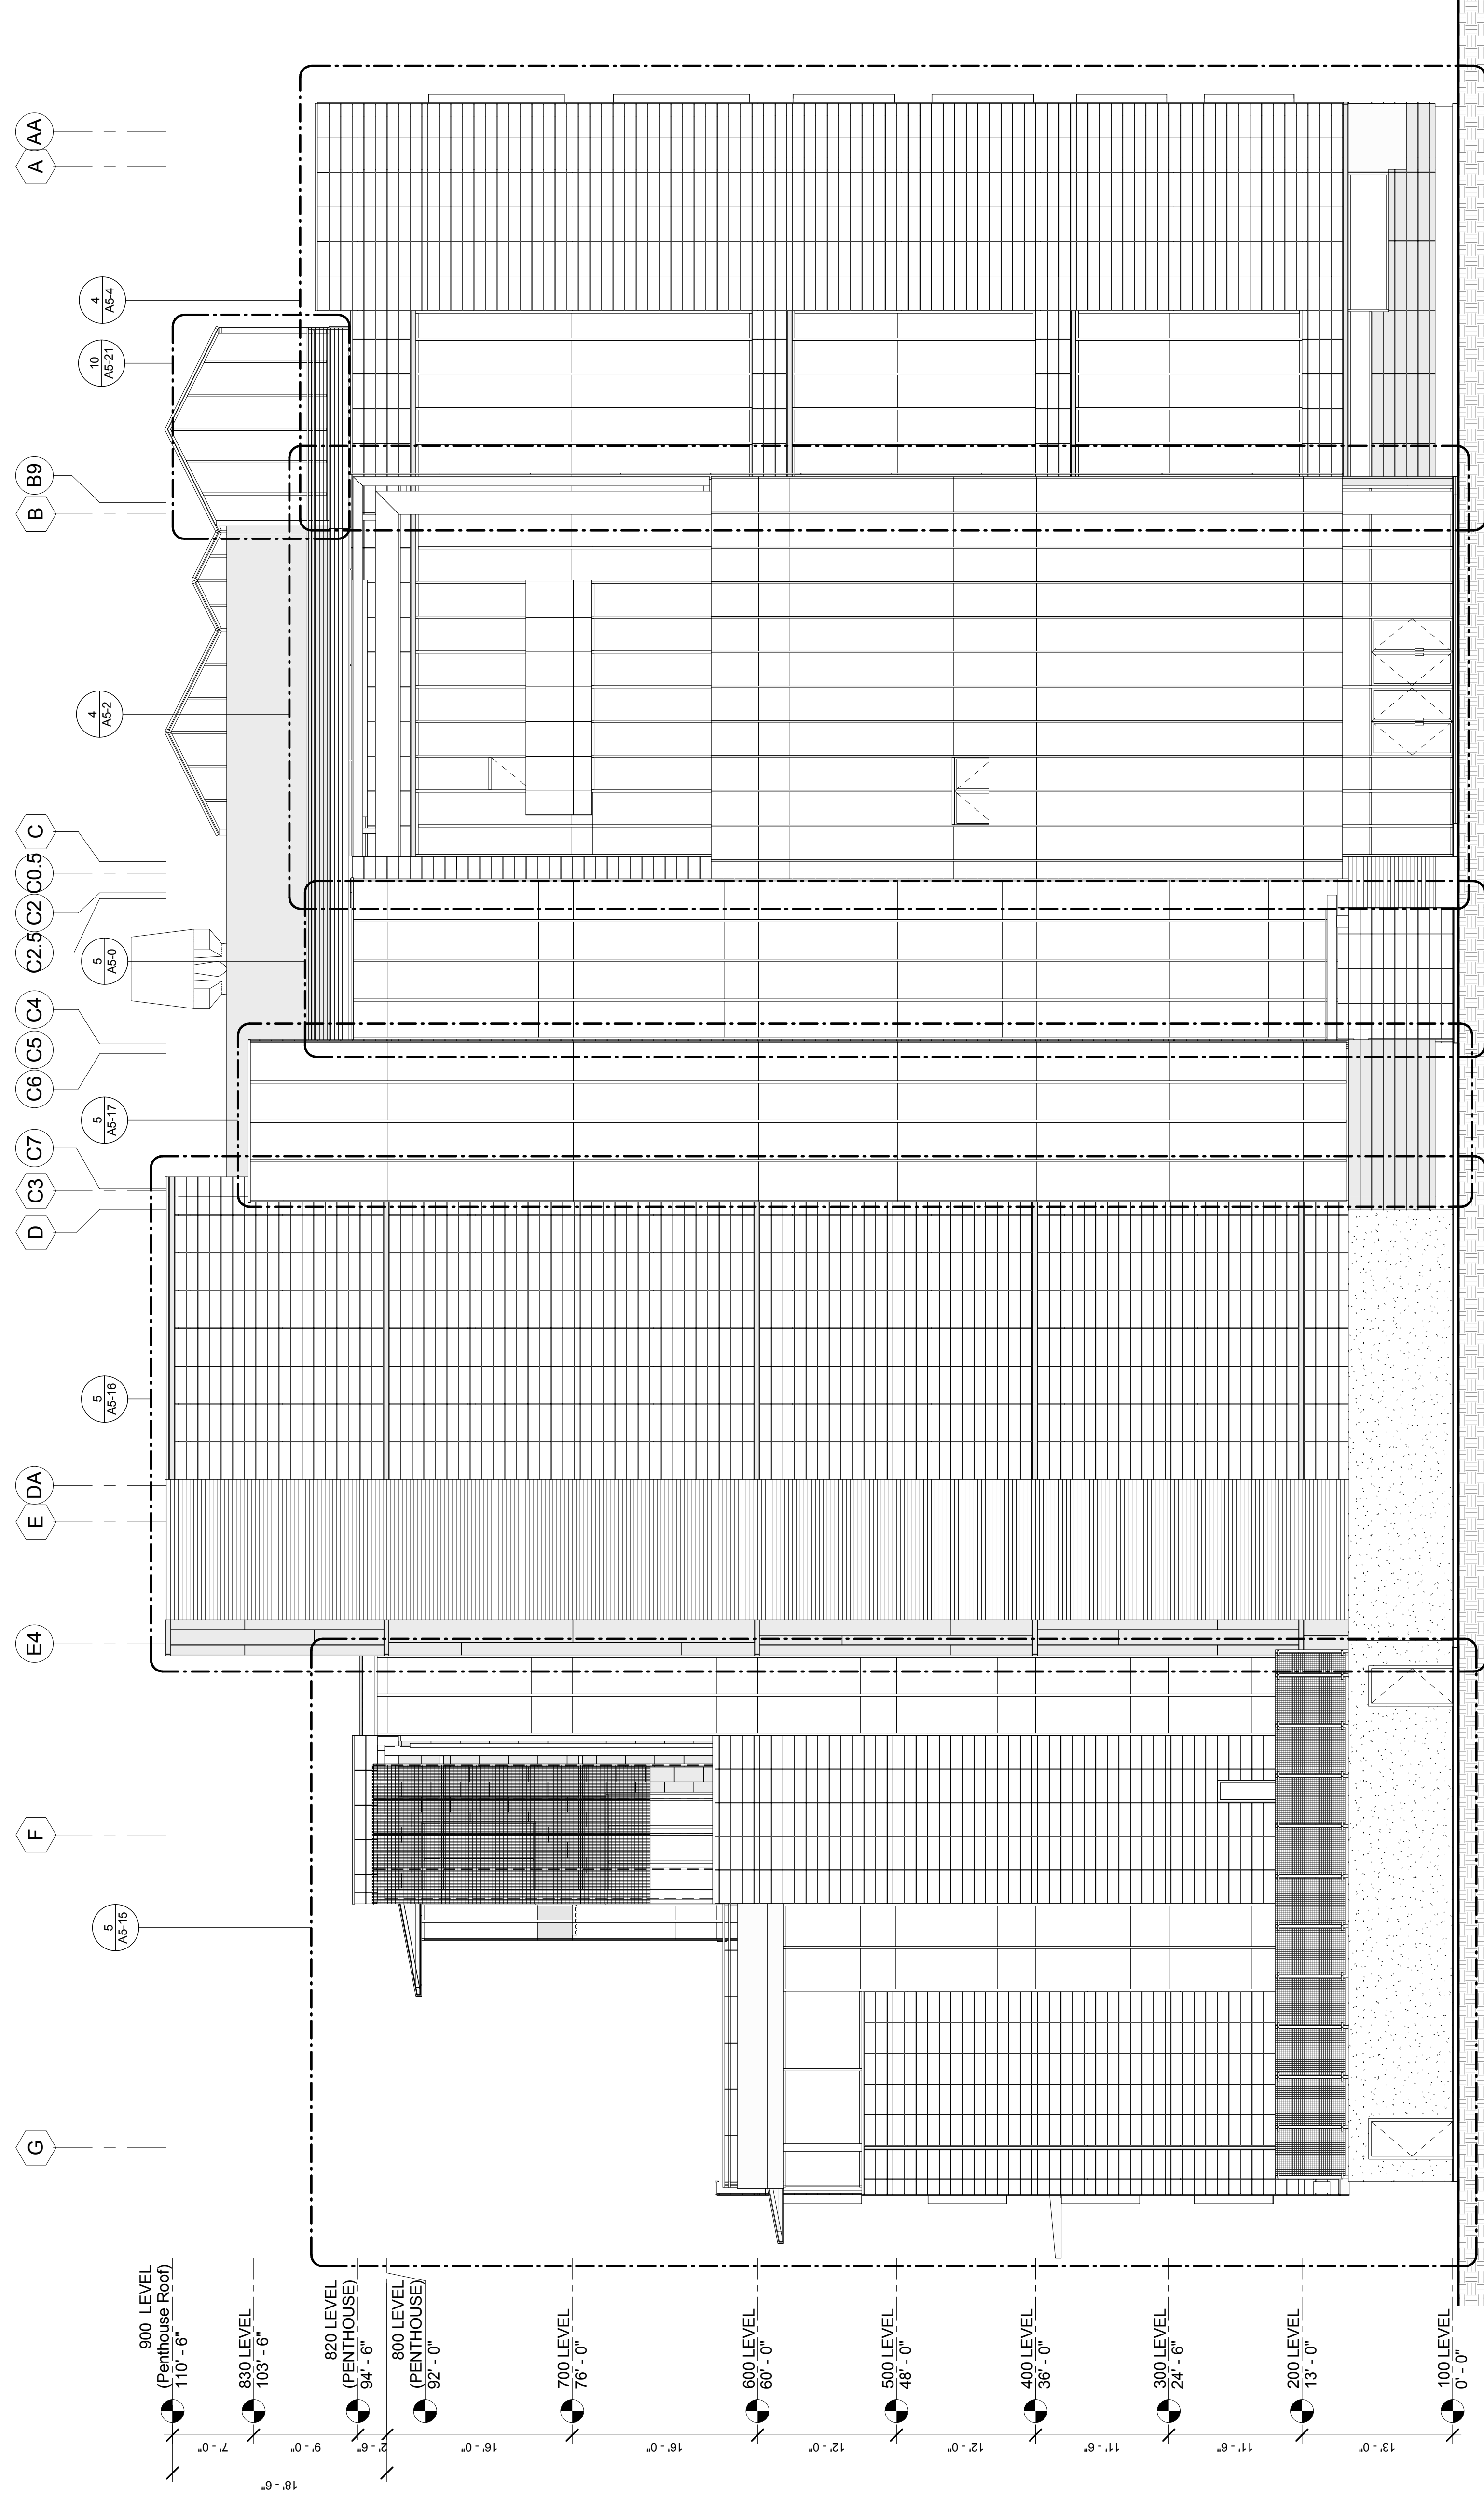 AA
A
4
A5-4
10
A5-21
B9
B
4
A5-2
C
C0.5
C2
C2.5
5
A5-0
C4
C5
C6
5
A5-17
C7
C3
D
5
A5-16
DA
E
E4
F
5
A5-15
G
900 LEVEL
(Penthouse Roof)
110' - 6"
830 LEVEL
103' - 6"
820 LEVEL
(PENTHOUSE)
94' - 6"
800 LEVEL
(PENTHOUSE)
92' - 0"
700 LEVEL
76' - 0"
600 LEVEL
60' - 0"
500 LEVEL
48' - 0"
400 LEVEL
36' - 0"
300 LEVEL
24' - 6"
200 LEVEL
13' - 0"
100 LEVEL
0' - 0"
7' - 0"
9' - 0"
2' - 6"
16' - 0"
16' - 0"
12' - 0"
12' - 0"
11' - 6"
11' - 6"
13' - 0"
18' - 6"